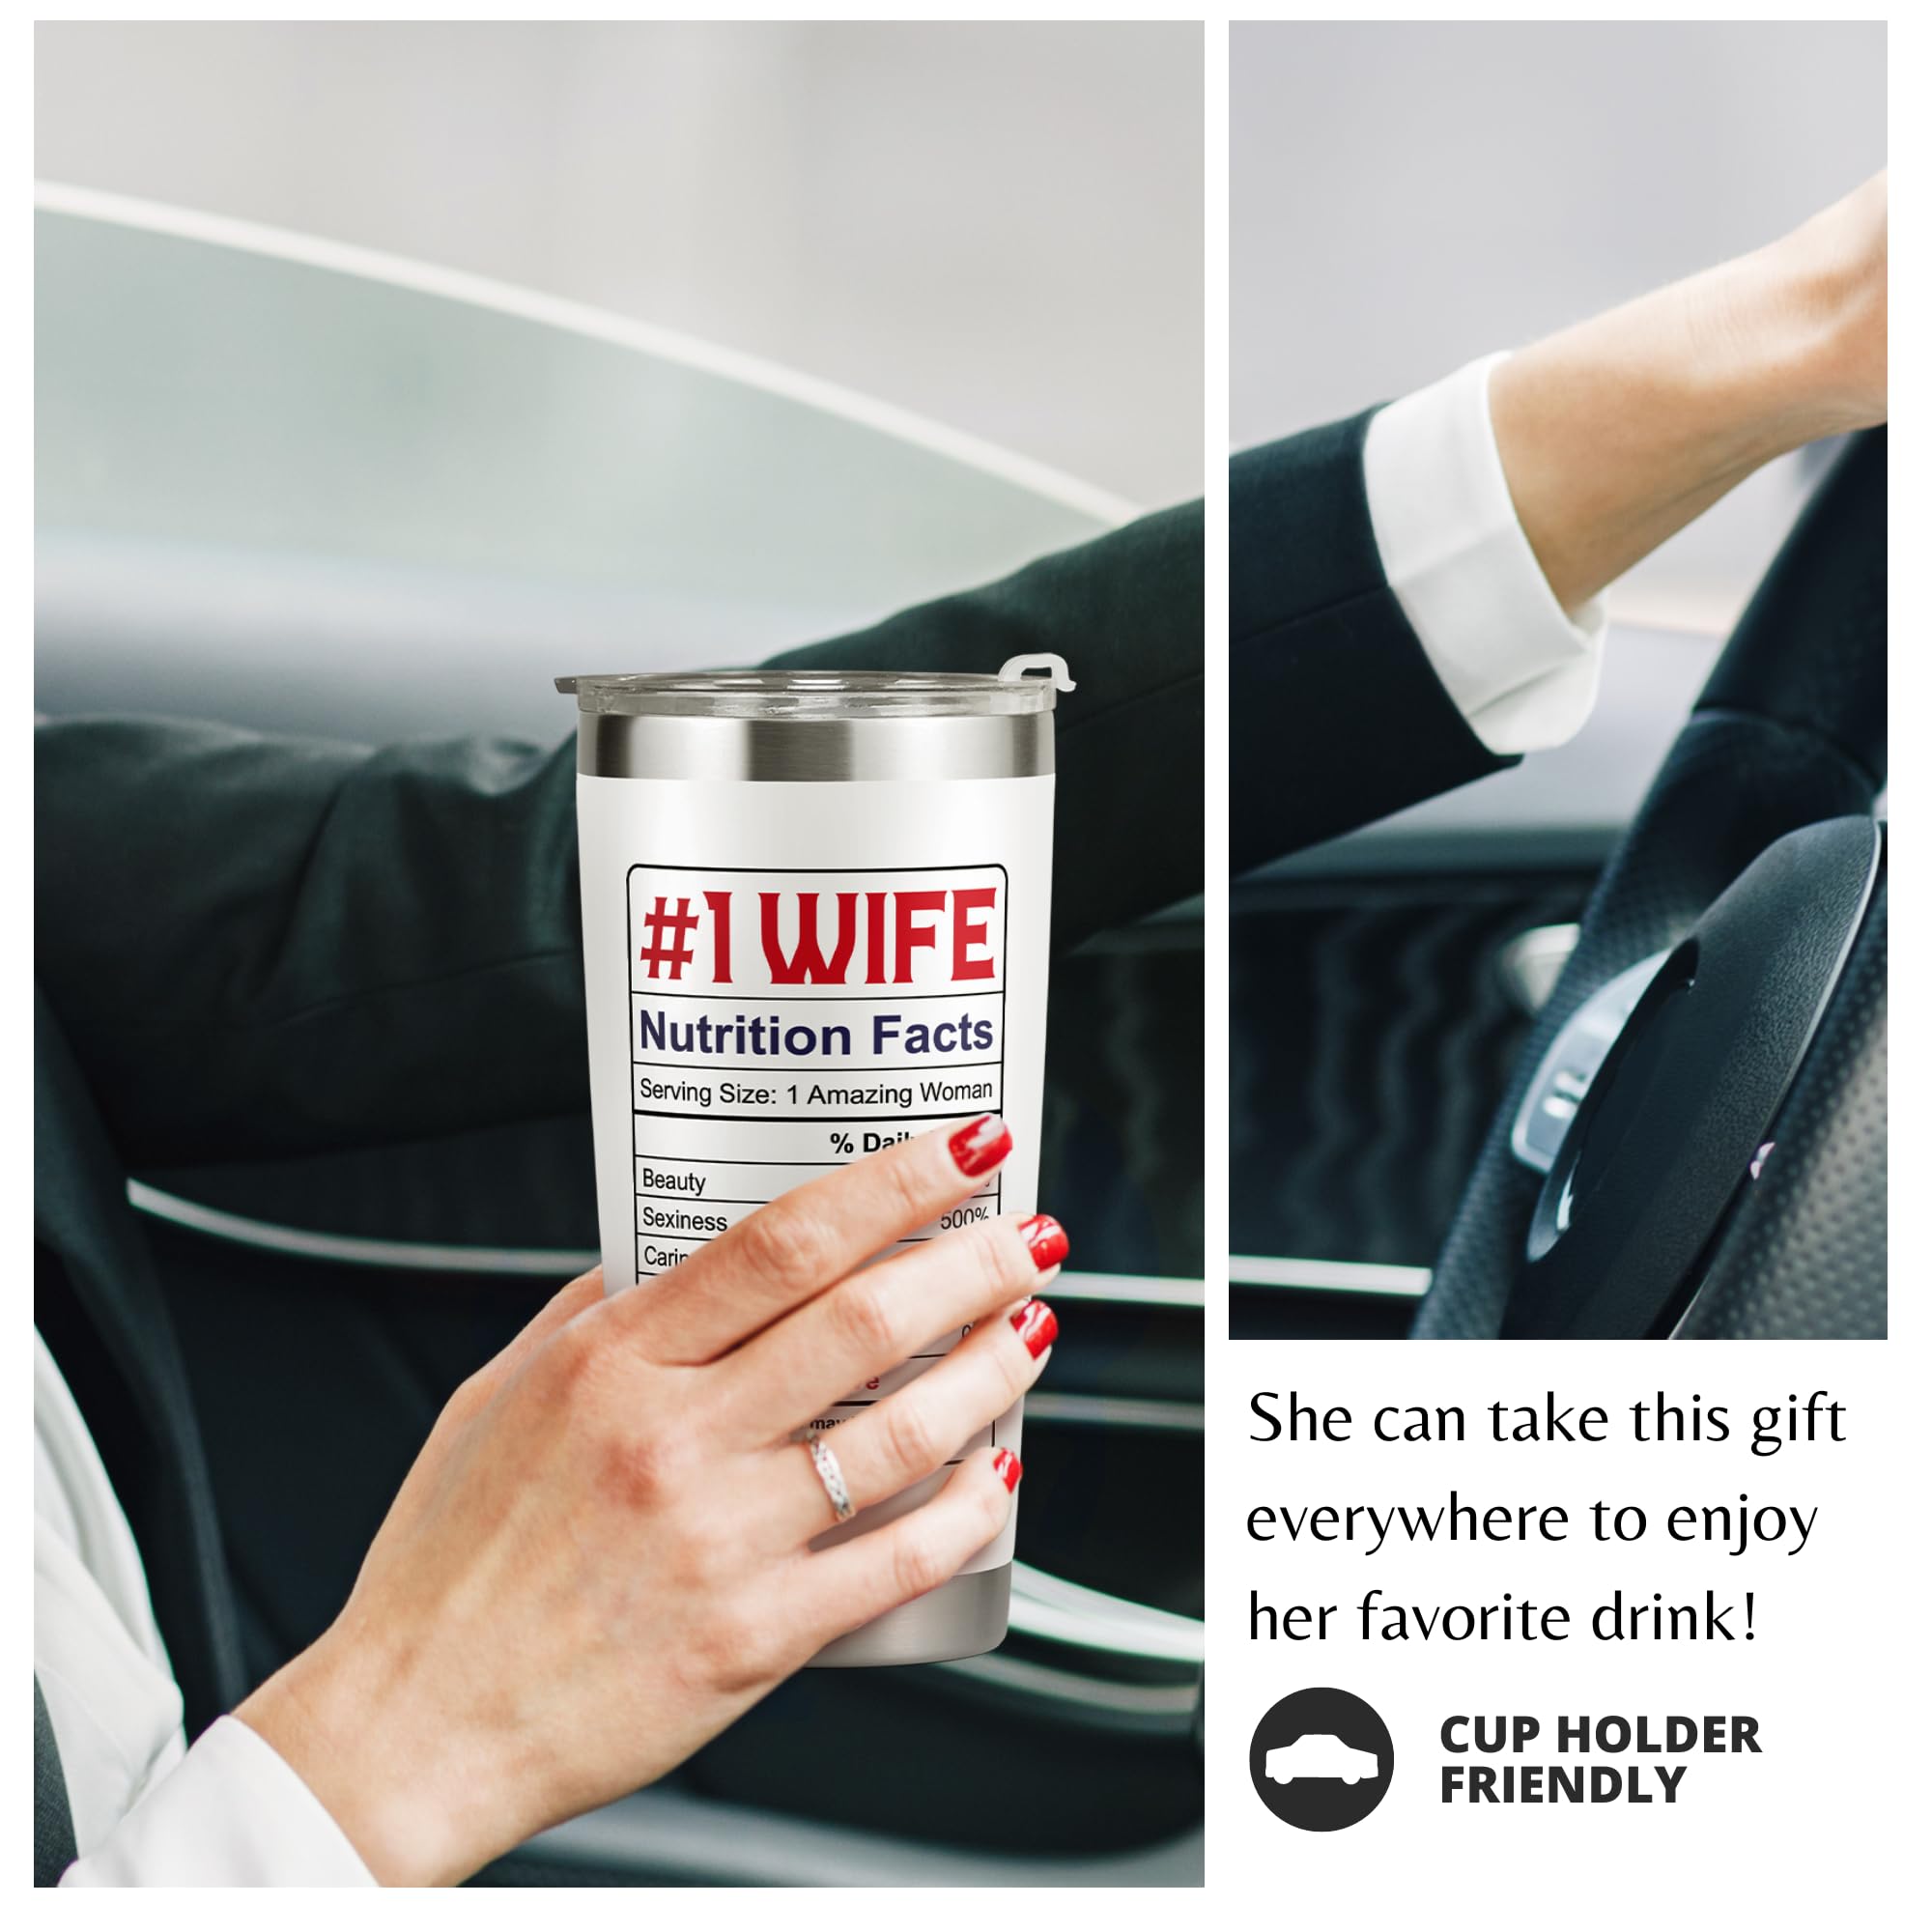 #1 WIFE
Nutrition Facts
Serving Size: 1 Amazing Woman
% 
Beauty
Sexiness 500%
She can take this gift
everywhere to enjoy
her favorite drink!
CUP HOLDER
FRIENDLY